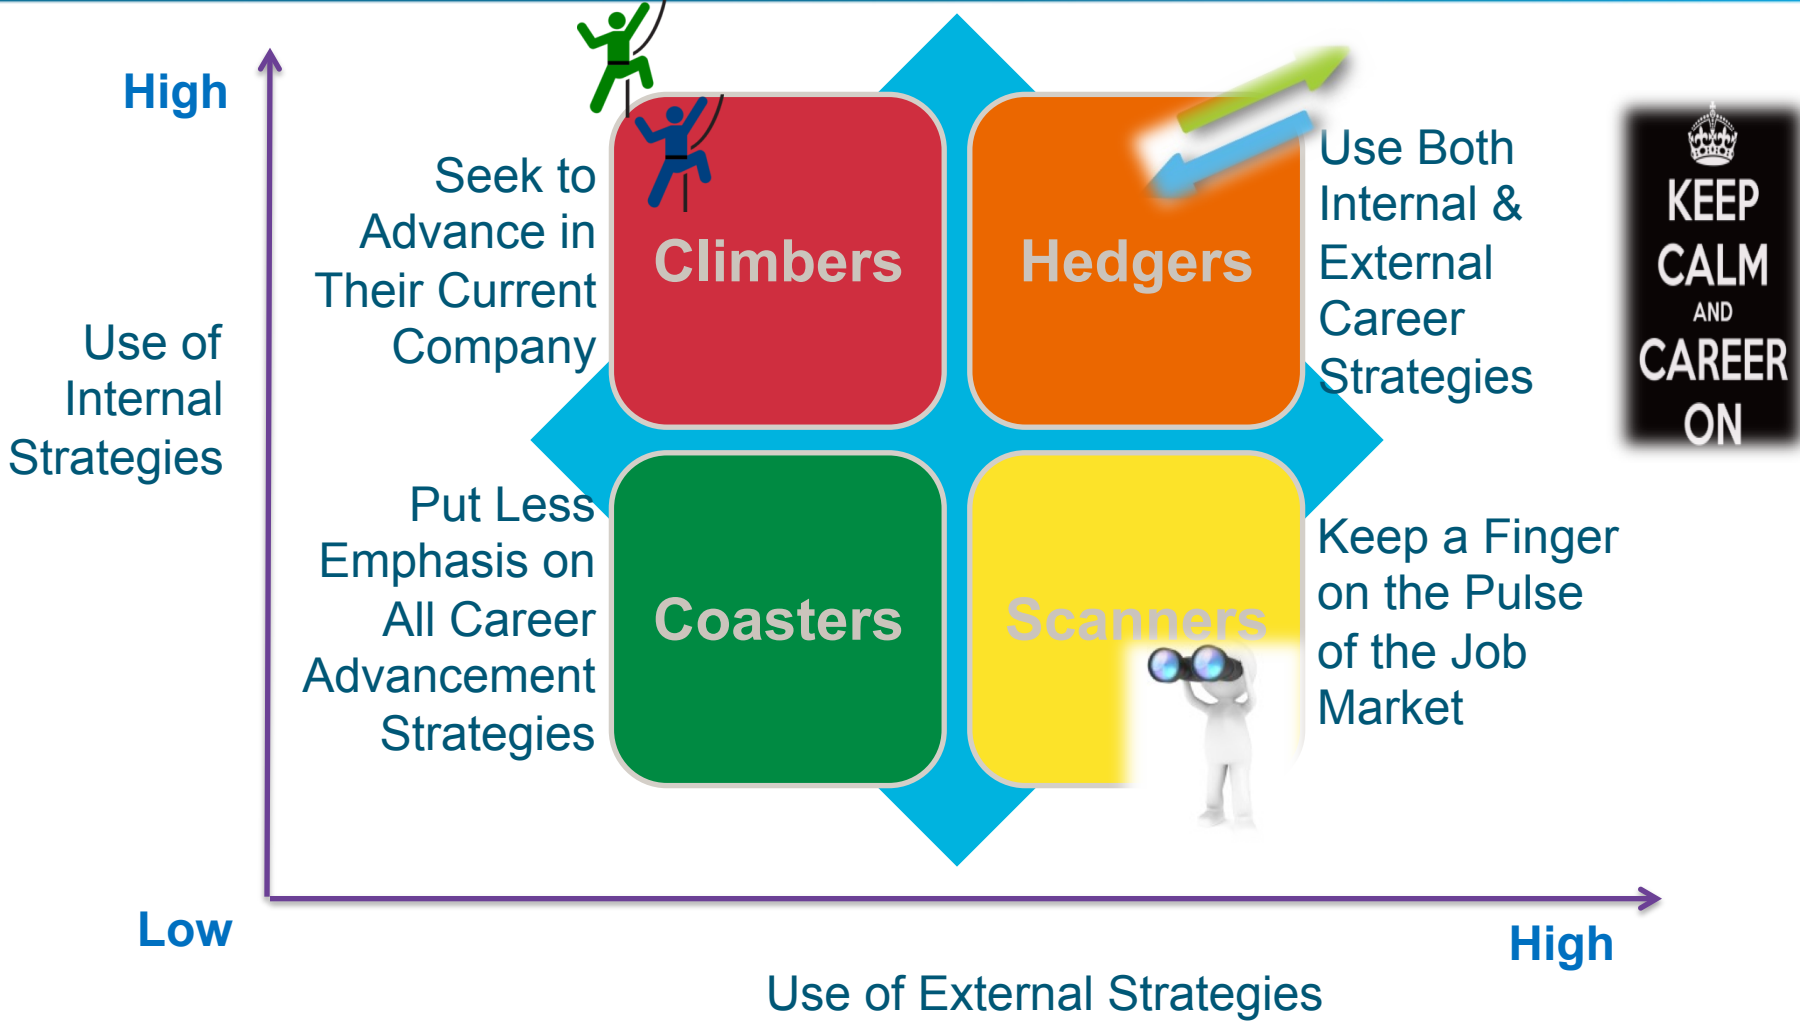 High
Use of
Internal
Strategies
Seek to
Advance in
Their Current
Company
Climbers
Hedgers
Use Both
Internal &
External
Career
Strategies
KEEP
CALM
AND
CAREER
ON
Put Less
Emphasis on
All Career
Advancement
Strategies
Coasters
Scanners
Keep a Finger
on the Pulse
of the Job
Market
Low
High
Use of External Strategies